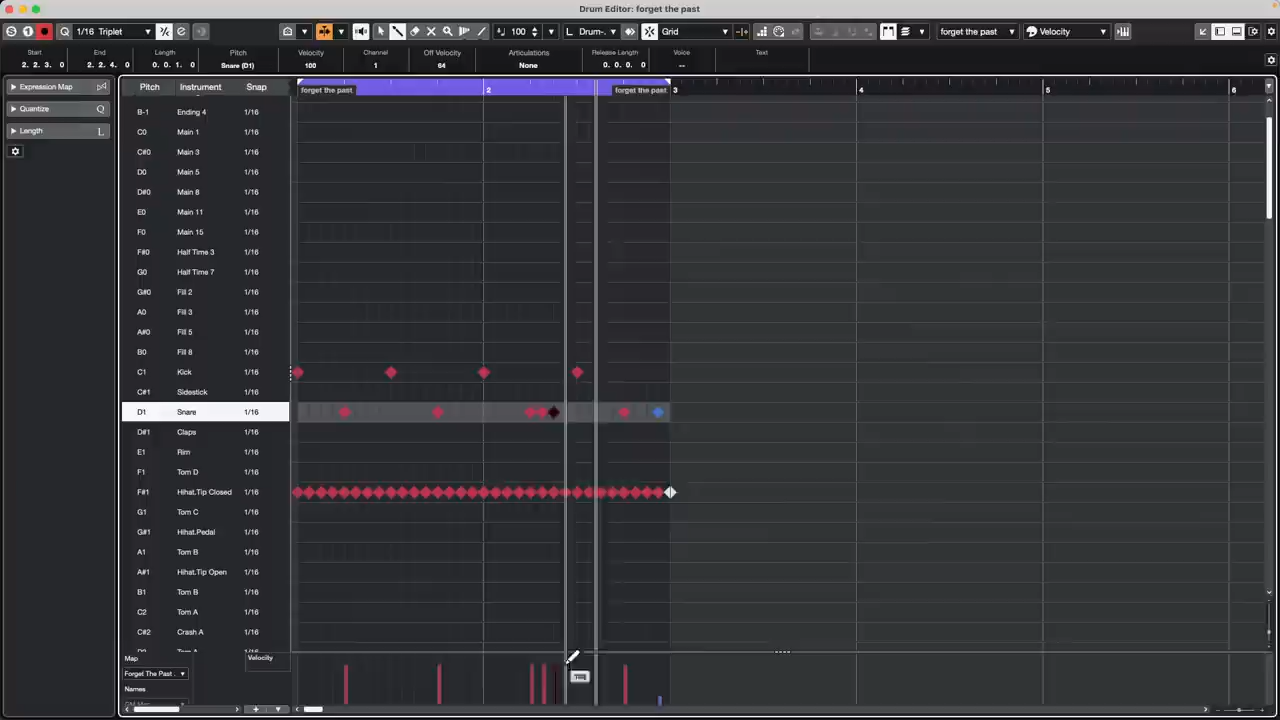 Drum Editor: forget the past
S 1 Q 1/16 Triplet 100 L Drum-. Grid forget the past Velocity
Start End Length Pitch Velocity Channel Off Velocity Articulations Release Length Voice Text
2. 2. 3. 0 2. 2. 4. 0 0. 0. 1. 0 Snare (D1) 100 1 64 None 0. 0. 0. 0 --
Expression Map
Quantize Q
Length L
Pitch Instrument Snap
forget the past 2 forget the past 3 4 5 6
B-1 Ending 4 1/16
C0 Main 1 1/16
C#0 Main 3 1/16
D0 Main 5 1/16
D#0 Main 8 1/16
E0 Main 11 1/16
F0 Main 15 1/16
F#0 Half Time 3 1/16
G0 Half Time 7 1/16
G#0 Fill 2 1/16
A0 Fill 3 1/16
A#0 Fill 5 1/16
B0 Fill 8 1/16
C1 Kick 1/16
C#1 Sidestick 1/16
D1 Snare 1/16
D#1 Claps 1/16
E1 Rim 1/16
F1 Tom D 1/16
F#1 Hihat.Tip Closed 1/16
G1 Tom C 1/16
G#1 Hihat.Pedal 1/16
A1 Tom B 1/16
A#1 Hihat.Tip Open 1/16
B1 Tom B 1/16
C2 Tom A 1/16
C#2 Crash A 1/16
Map Velocity
Forget The Past .
Names